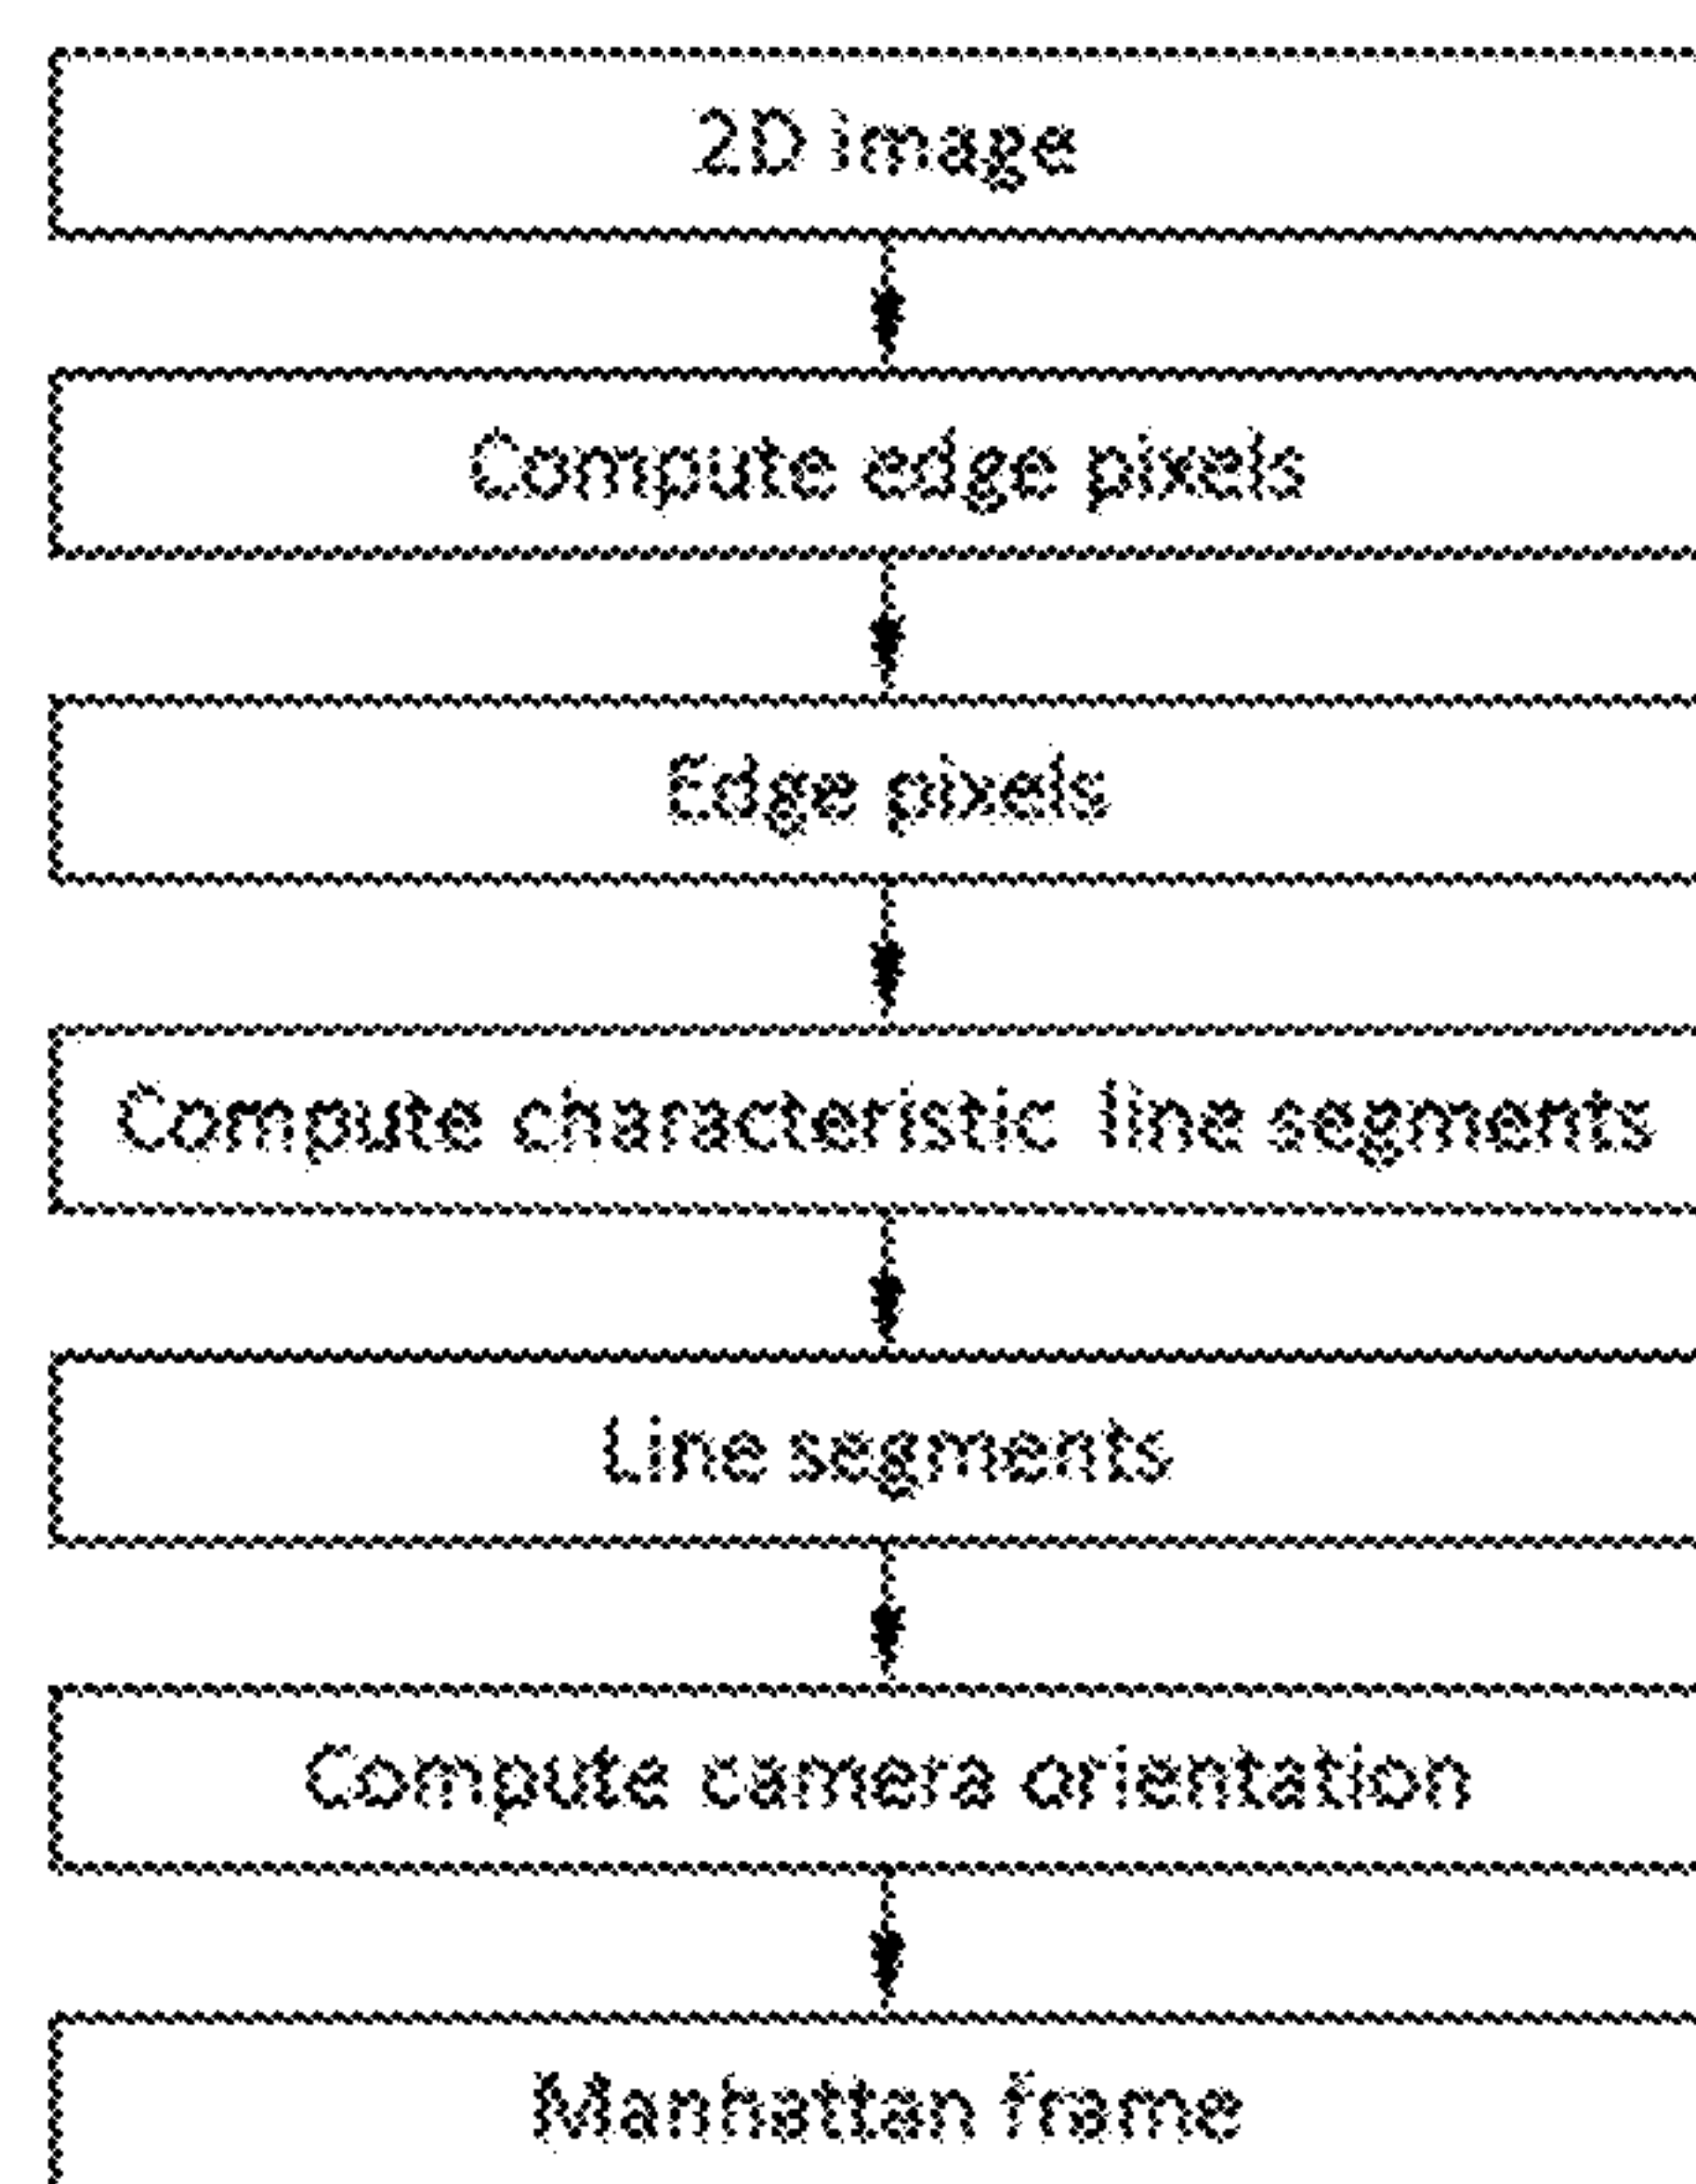 2D image
Compute edge pixels
Edge pixels
Compute characteristic line segments
Line segments
Compute camera orientation
Manhattan frame